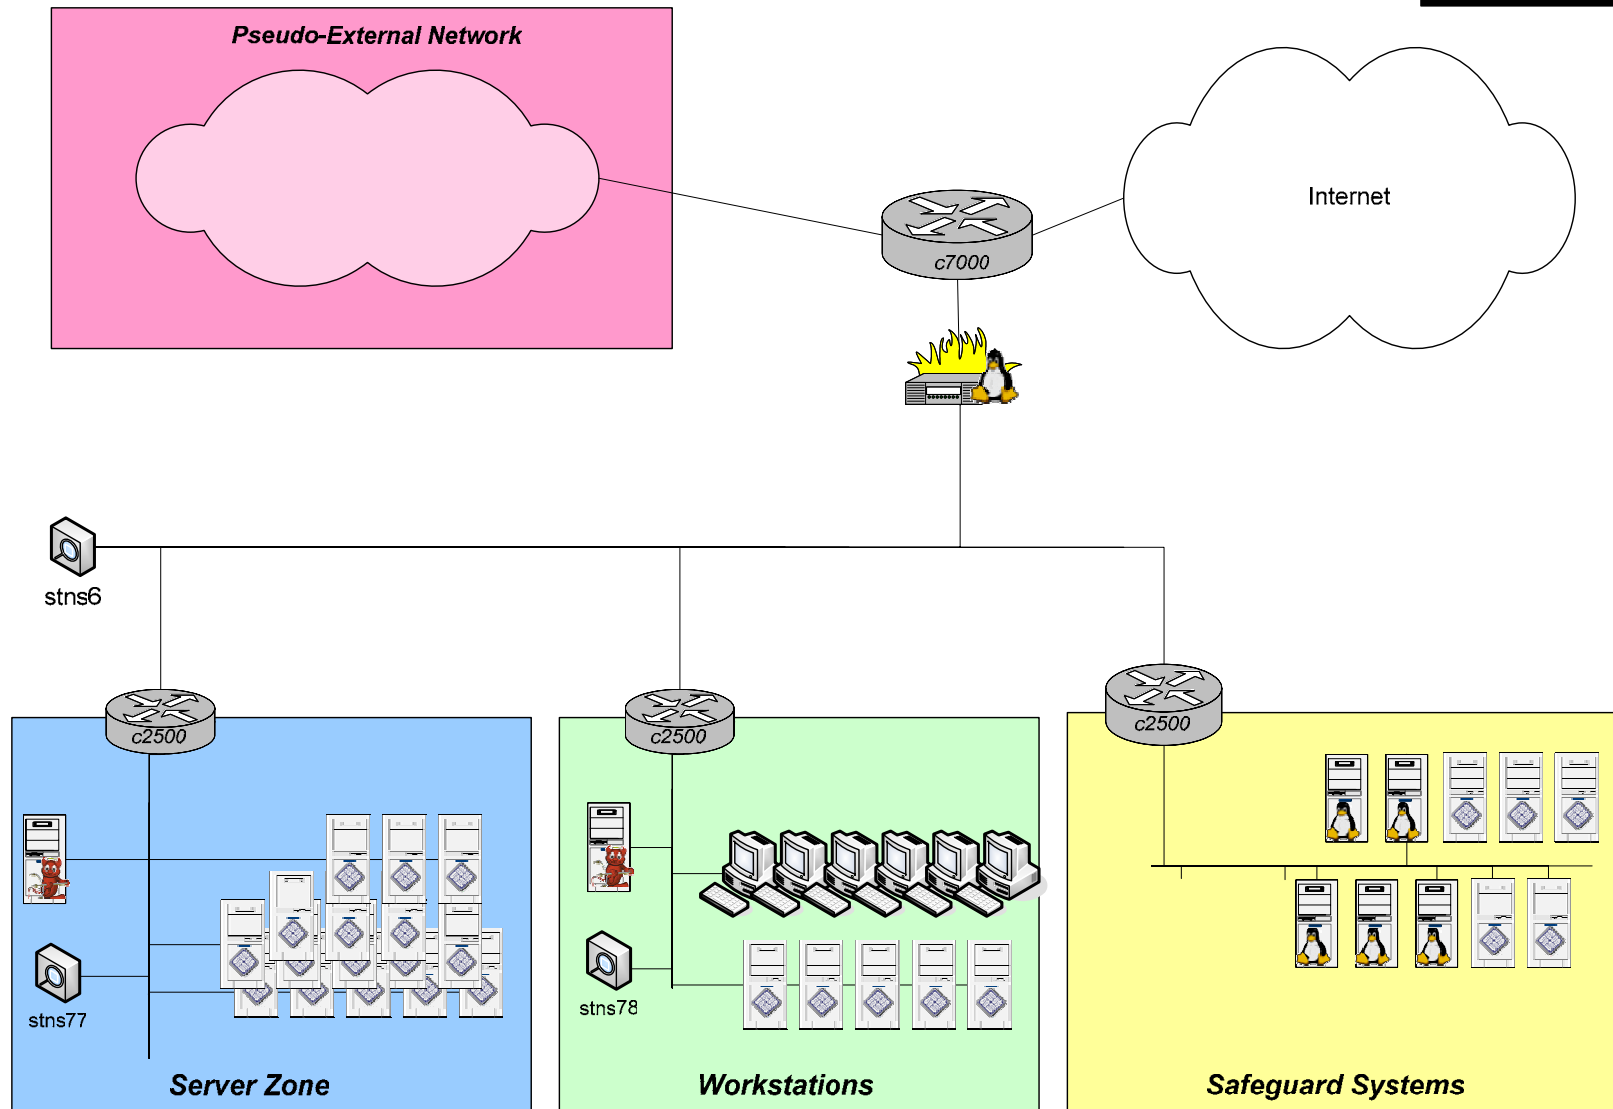 Pseudo-External Network
Internet
c7000
stns6
c2500
c2500
c2500
stns77
stns78
Server Zone
Workstations
Safeguard Systems